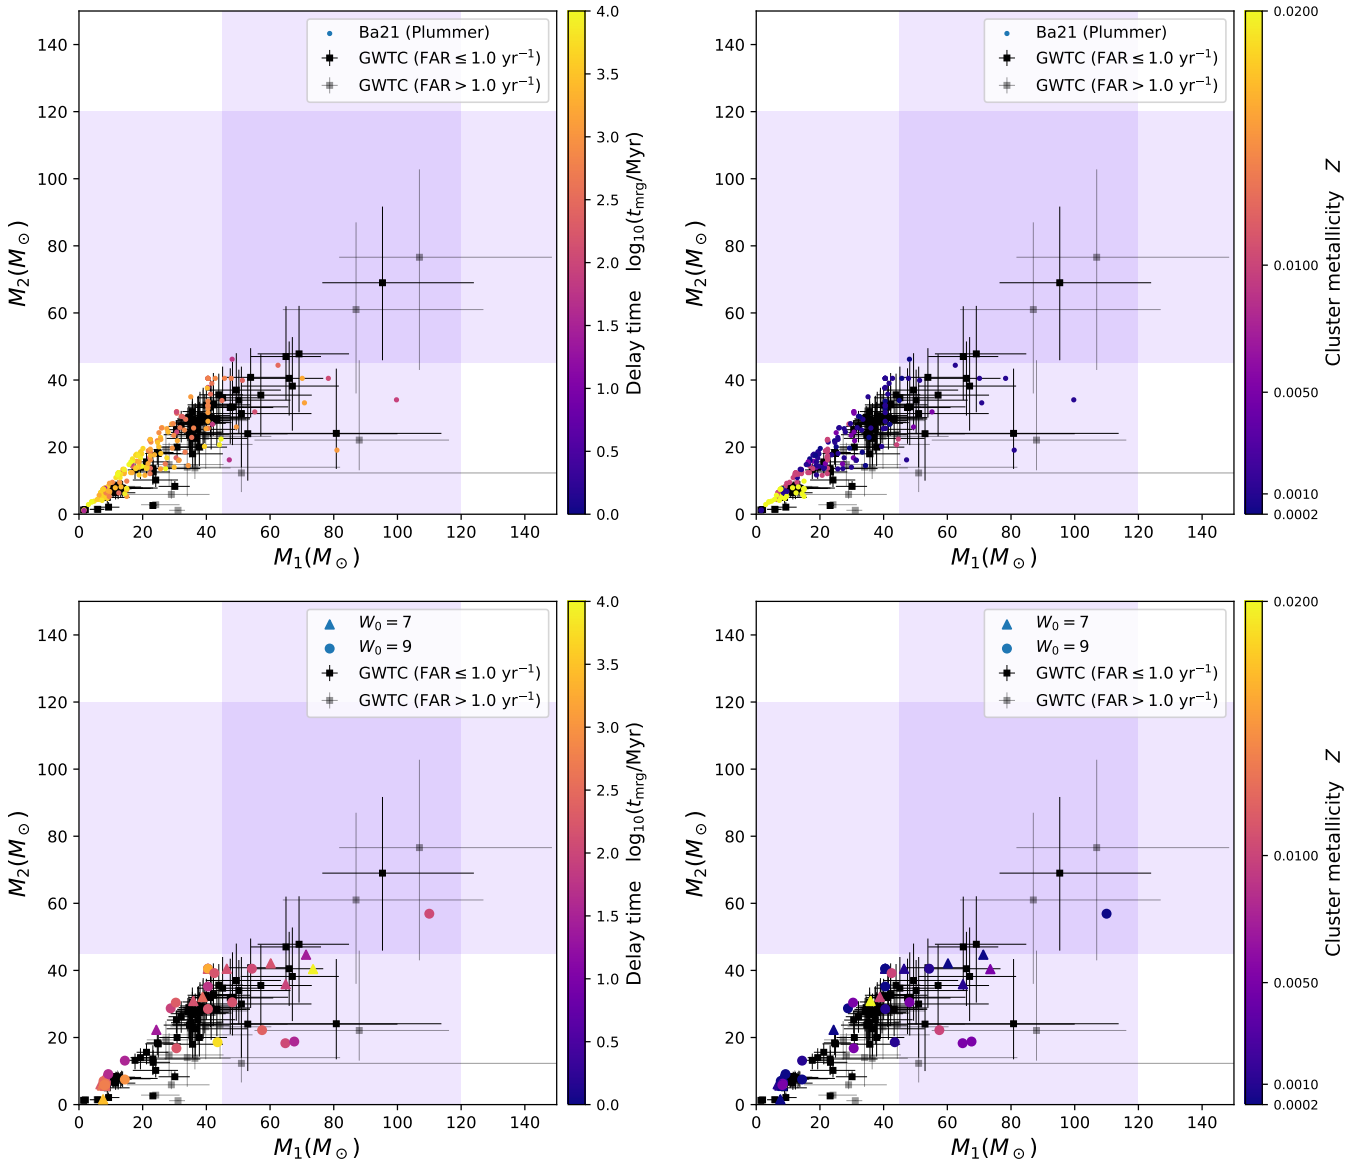 140
120
100
80
60
40
20
0
M₂(M⊙)
0 20 40 60 80 100 120 140
M₁(M⊙)
Ba21 (Plummer)
GWTC (FAR ≤ 1.0 yr⁻¹)
GWTC (FAR > 1.0 yr⁻¹)
4.0
3.5
3.0
2.5
2.0
1.5
1.0
0.5
0.0
Delay time log₁₀(tmrg/Myr)
140
120
100
80
60
40
20
0
M₂(M⊙)
0 20 40 60 80 100 120 140
M₁(M⊙)
Ba21 (Plummer)
GWTC (FAR ≤ 1.0 yr⁻¹)
GWTC (FAR > 1.0 yr⁻¹)
0.0200
0.0100
0.0050
0.0010
0.0002
Cluster metallicity Z
140
120
100
80
60
40
20
0
M₂(M⊙)
0 20 40 60 80 100 120 140
M₁(M⊙)
W₀ = 7
W₀ = 9
GWTC (FAR ≤ 1.0 yr⁻¹)
GWTC (FAR > 1.0 yr⁻¹)
4.0
3.5
3.0
2.5
2.0
1.5
1.0
0.5
0.0
Delay time log₁₀(tmrg/Myr)
140
120
100
80
60
40
20
0
M₂(M⊙)
0 20 40 60 80 100 120 140
M₁(M⊙)
W₀ = 7
W₀ = 9
GWTC (FAR ≤ 1.0 yr⁻¹)
GWTC (FAR > 1.0 yr⁻¹)
0.0200
0.0100
0.0050
0.0010
0.0002
Cluster metallicity Z